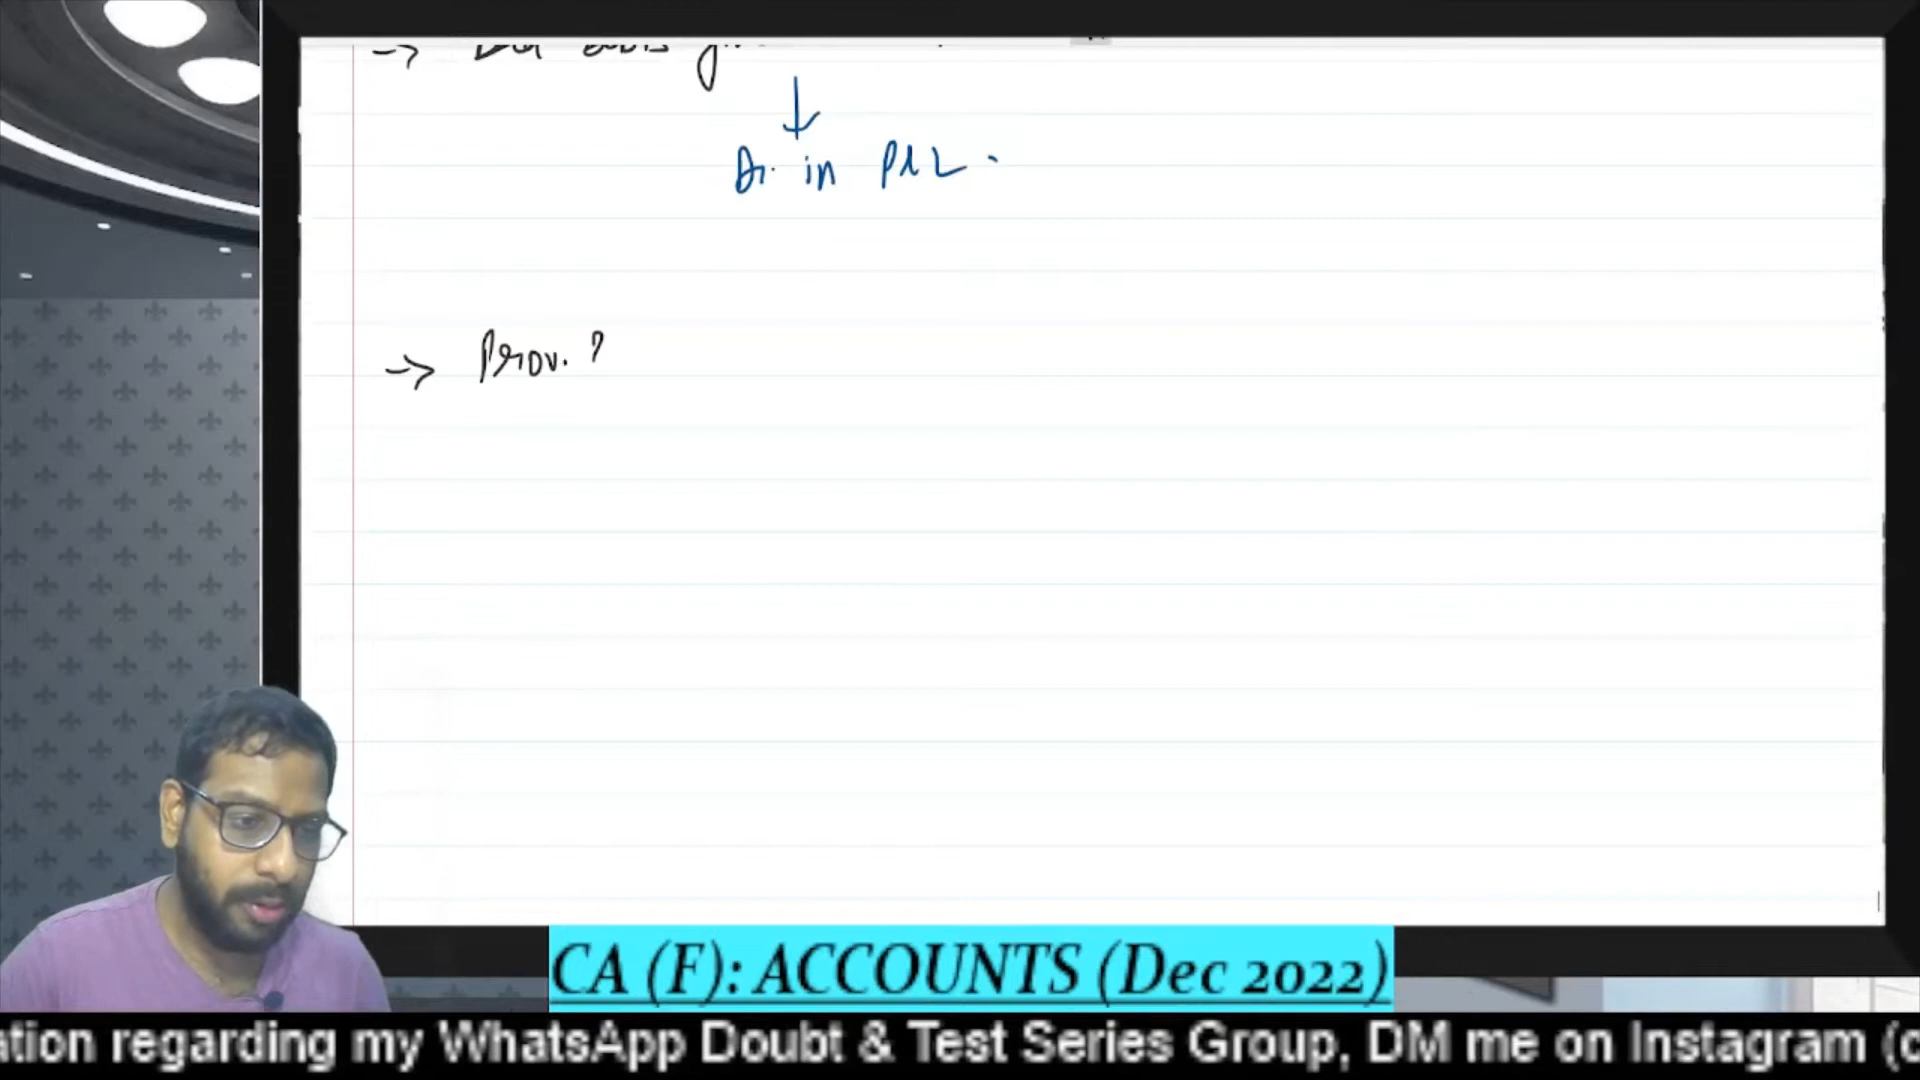 ->
Dr. in P&L.
-> Prov. ?
CA (F): ACCOUNTS (Dec 2022)
ation regarding my WhatsApp Doubt & Test Series Group, DM me on Instagram (c